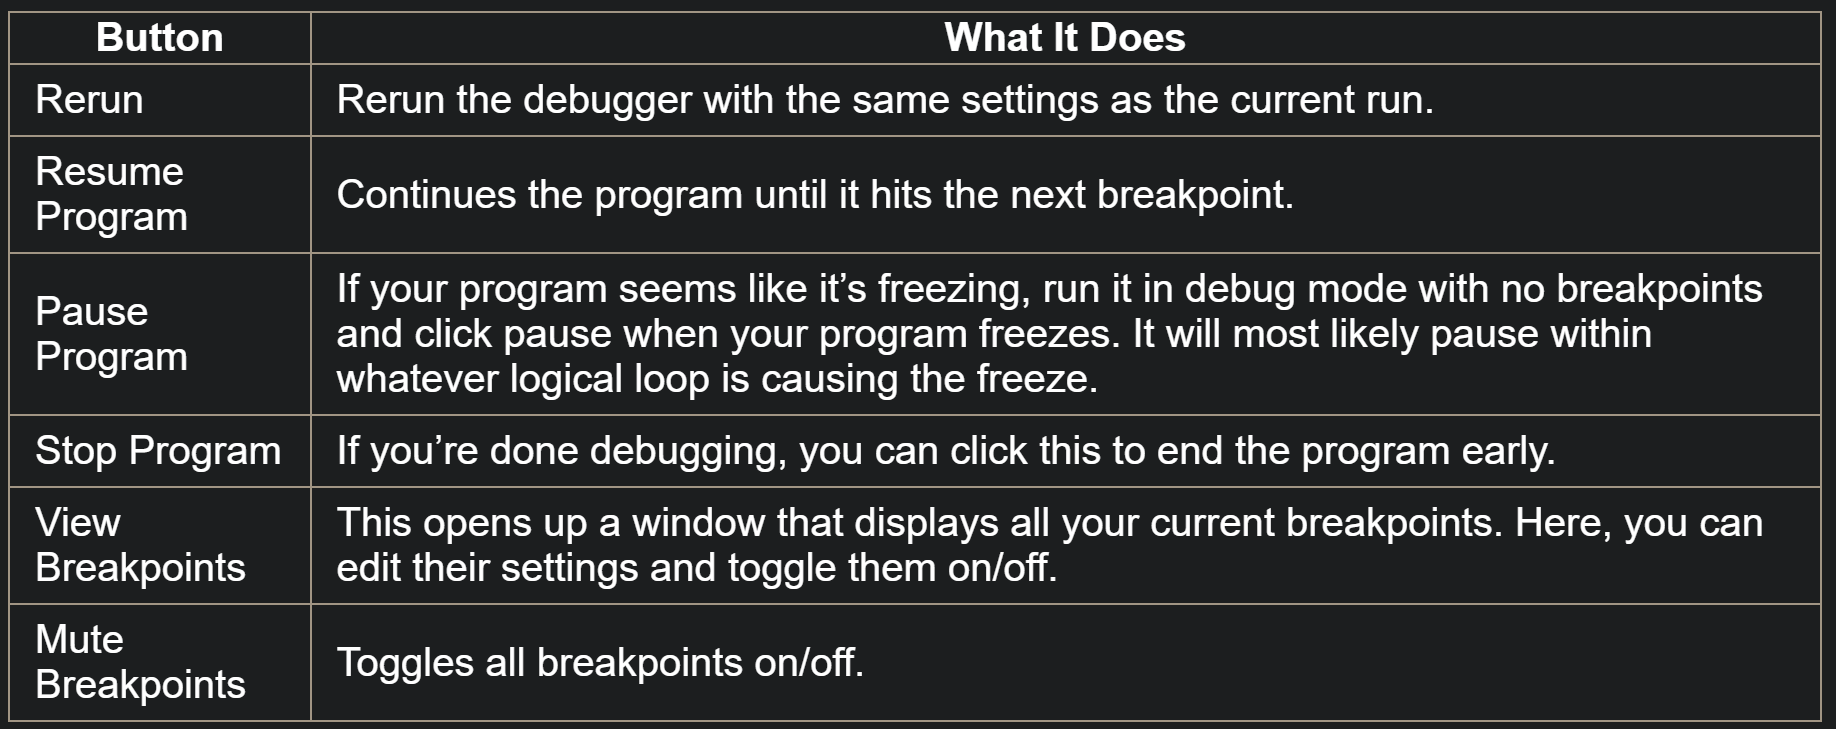 Button
What It Does
Rerun
Rerun the debugger with the same settings as the current run.
Resume
Program
Continues the program until it hits the next breakpoint.
Pause
Program
If your program seems like it’s freezing, run it in debug mode with no breakpoints
and click pause when your program freezes. It will most likely pause within
whatever logical loop is causing the freeze.
Stop Program
If you’re done debugging, you can click this to end the program early.
View
Breakpoints
This opens up a window that displays all your current breakpoints. Here, you can
edit their settings and toggle them on/off.
Mute
Breakpoints
Toggles all breakpoints on/off.